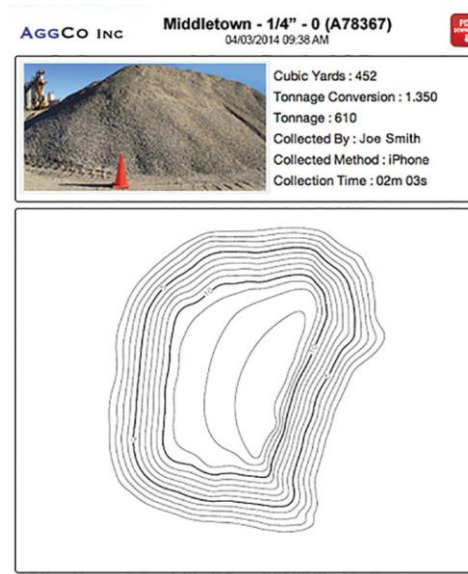 AGGCO INC
Middletown - 1/4” - 0 (A78367)
04/03/2014 09:38 AM
Cubic Yards : 452
Tonnage Conversion : 1.350
Tonnage : 610
Collected By : Joe Smith
Collected Method : iPhone
Collection Time : 02m 03s